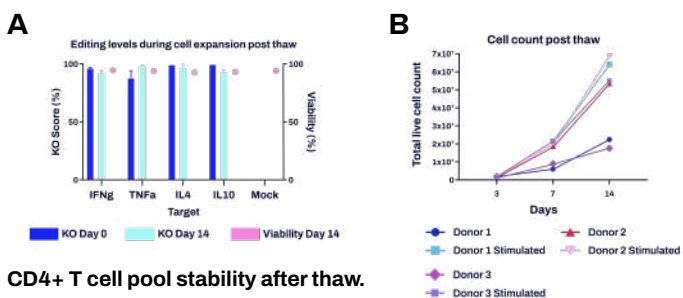 A
Editing levels during cell expansion post thaw
100
50
0
KO Score (%)
100
50
0
Viability (%)
IFNg TNFa IL4 IL10 Mock
Target
KO Day 0 KO Day 14 Viability Day 14
CD4+ T cell pool stability after thaw.
B
Cell count post thaw
Total live cell count
0
3 7 14
Days
Donor 1 Donor 2
Donor 1 Stimulated Donor 2 Stimulated
Donor 3
Donor 3 Stimulated